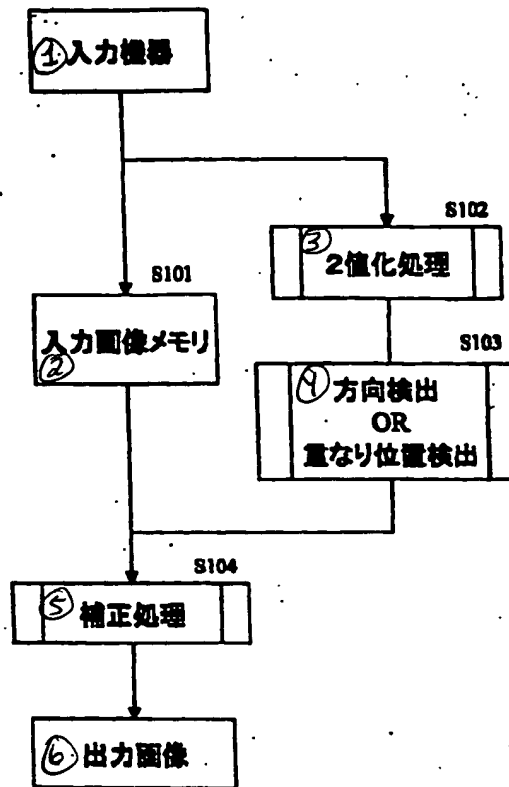 ① 入力機器
S102
③
2値化処理
S101
入力画像メモリ
②
S103
④ 方向検出
OR
重なり位置検出
S104
⑤ 補正処理
⑥ 出力画像